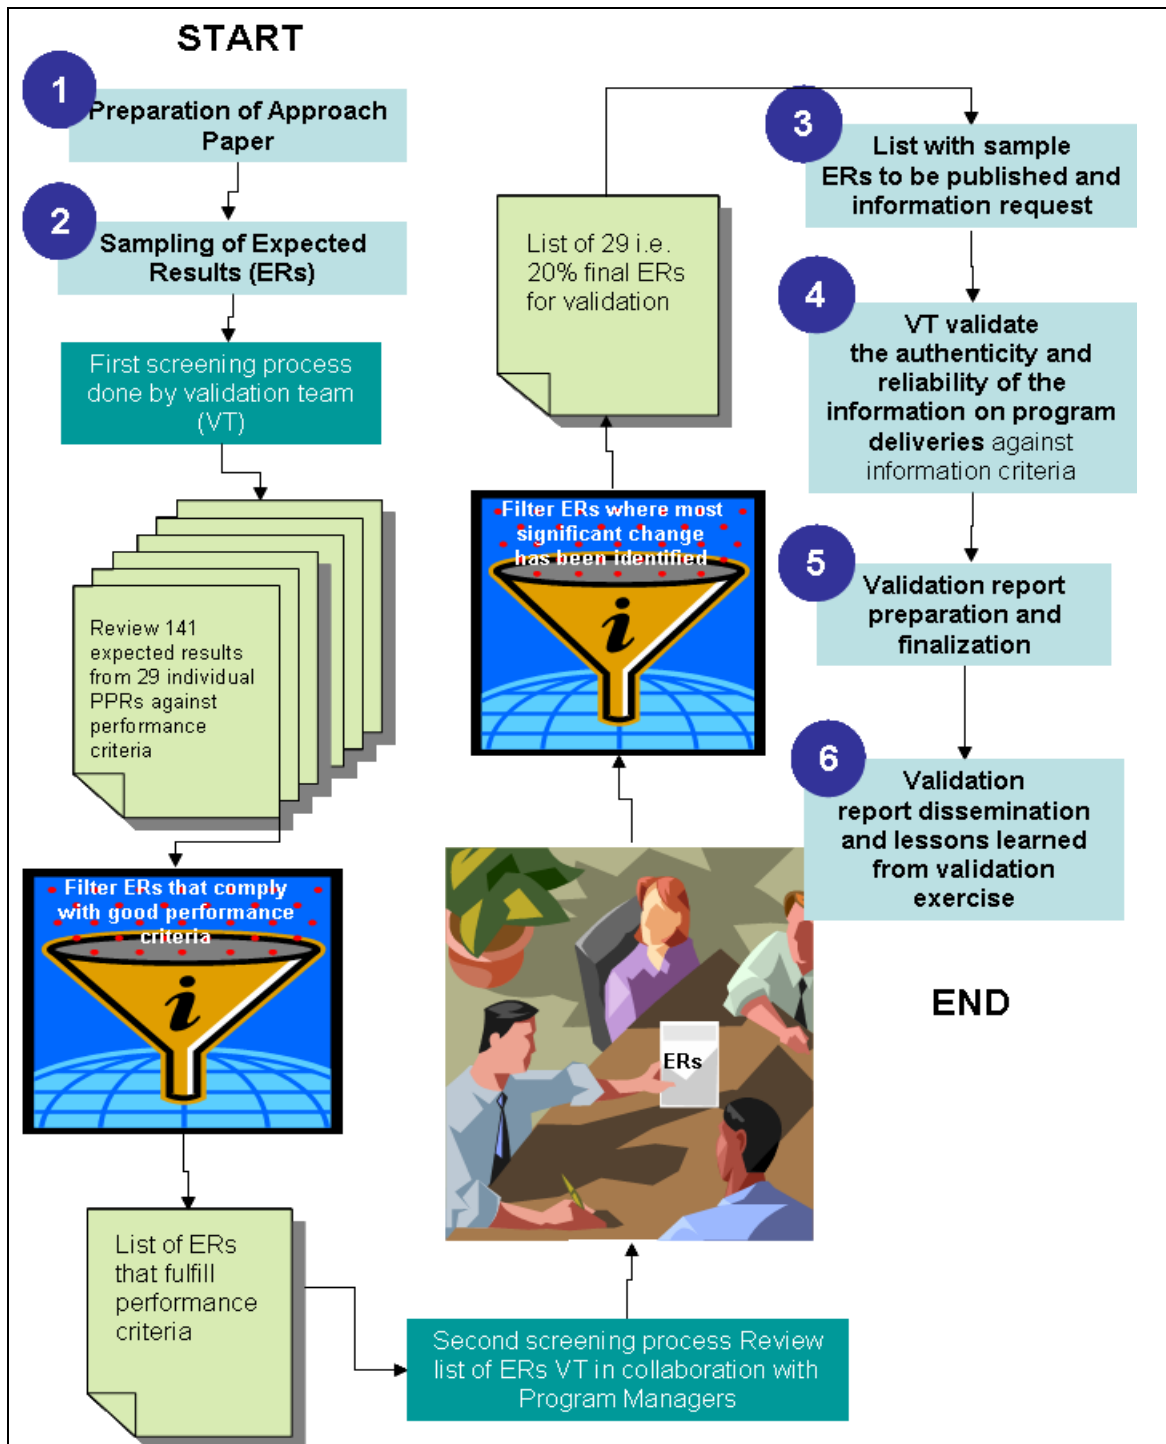 START
1
Preparation of Approach
Paper
2
Sampling of Expected
Results (ERs)
First screening process
done by validation team
(VT)
Review 141
expected results
from 29 individual
PPRs against
performance
criteria
Filter ERs that comply
with good performance
criteria
i
List of ERs
that fulfill
performance
criteria
Second screening process Review
list of ERs VT in collaboration with
Program Managers
ERs
Filter ERs where most
significant change
has been identified
i
List of 29 i.e.
20% final ERs
for validation
3
List with sample
ERs to be published and
information request
4
VT validate
the authenticity and
reliability of the
information on program
deliveries against
information criteria
5
Validation report
preparation and
finalization
6
Validation
report dissemination
and lessons learned
from validation
exercise
END